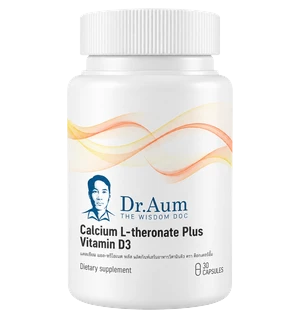 Dr.Aum
THE WISDOM DOC
Calcium L-theronate Plus
Vitamin D3
Dietary supplement
30
CAPSULES